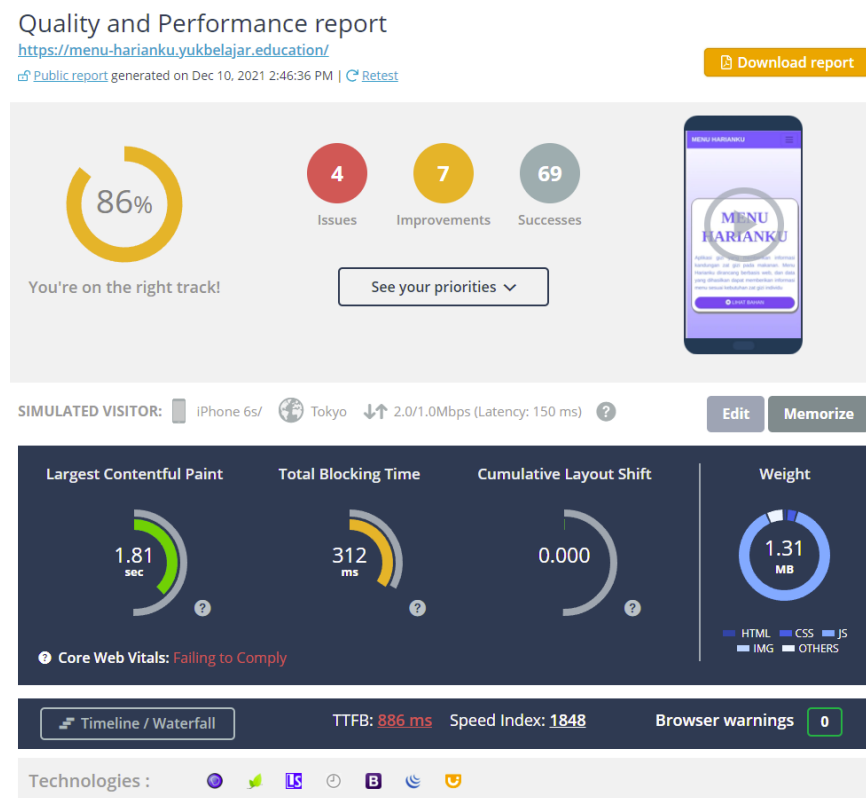 Quality and Performance report
https://menu-harianku.yukbelajar.education/
Public report generated on Dec 10, 2021 2:46:36 PM | Retest
Download report
86%
You're on the right track!
4
Issues
7
Improvements
69
Successes
See your priorities
MENU HARIANKU
MENU
HARIANKU
LIHAT BAHAN
SIMULATED VISITOR: iPhone 6s/ Tokyo 2.0/1.0Mbps (Latency: 150 ms) ?
Edit
Memorize
Largest Contentful Paint
1.81
sec
?
Total Blocking Time
312
ms
?
Cumulative Layout Shift
0.000
?
Weight
1.31
MB
HTML CSS JS
IMG OTHERS
? Core Web Vitals: Failing to Comply
Timeline / Waterfall
TTFB: 886 ms Speed Index: 1848
Browser warnings 0
Technologies :
LS
B